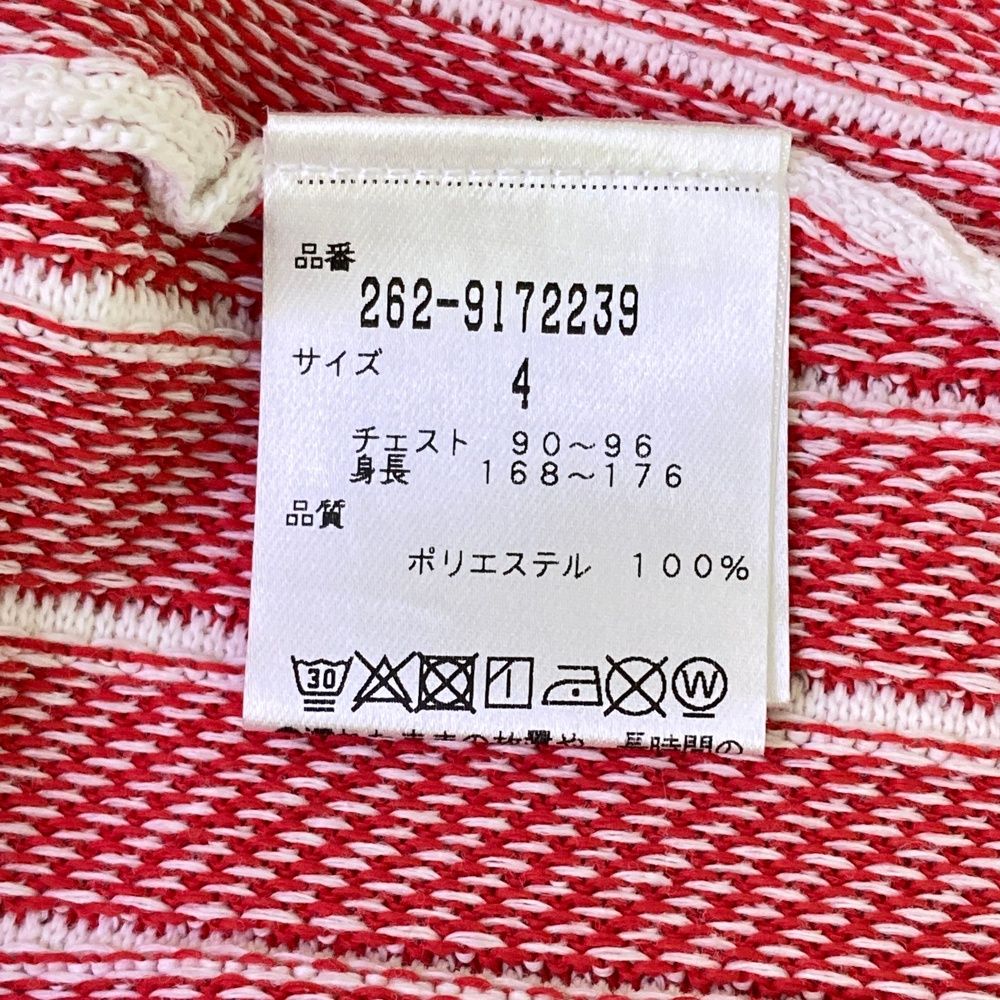 品番
262-9172239
サイズ
4
チェスト 90～96
身長 168～176
品質
ポリエステル 100%
30
W